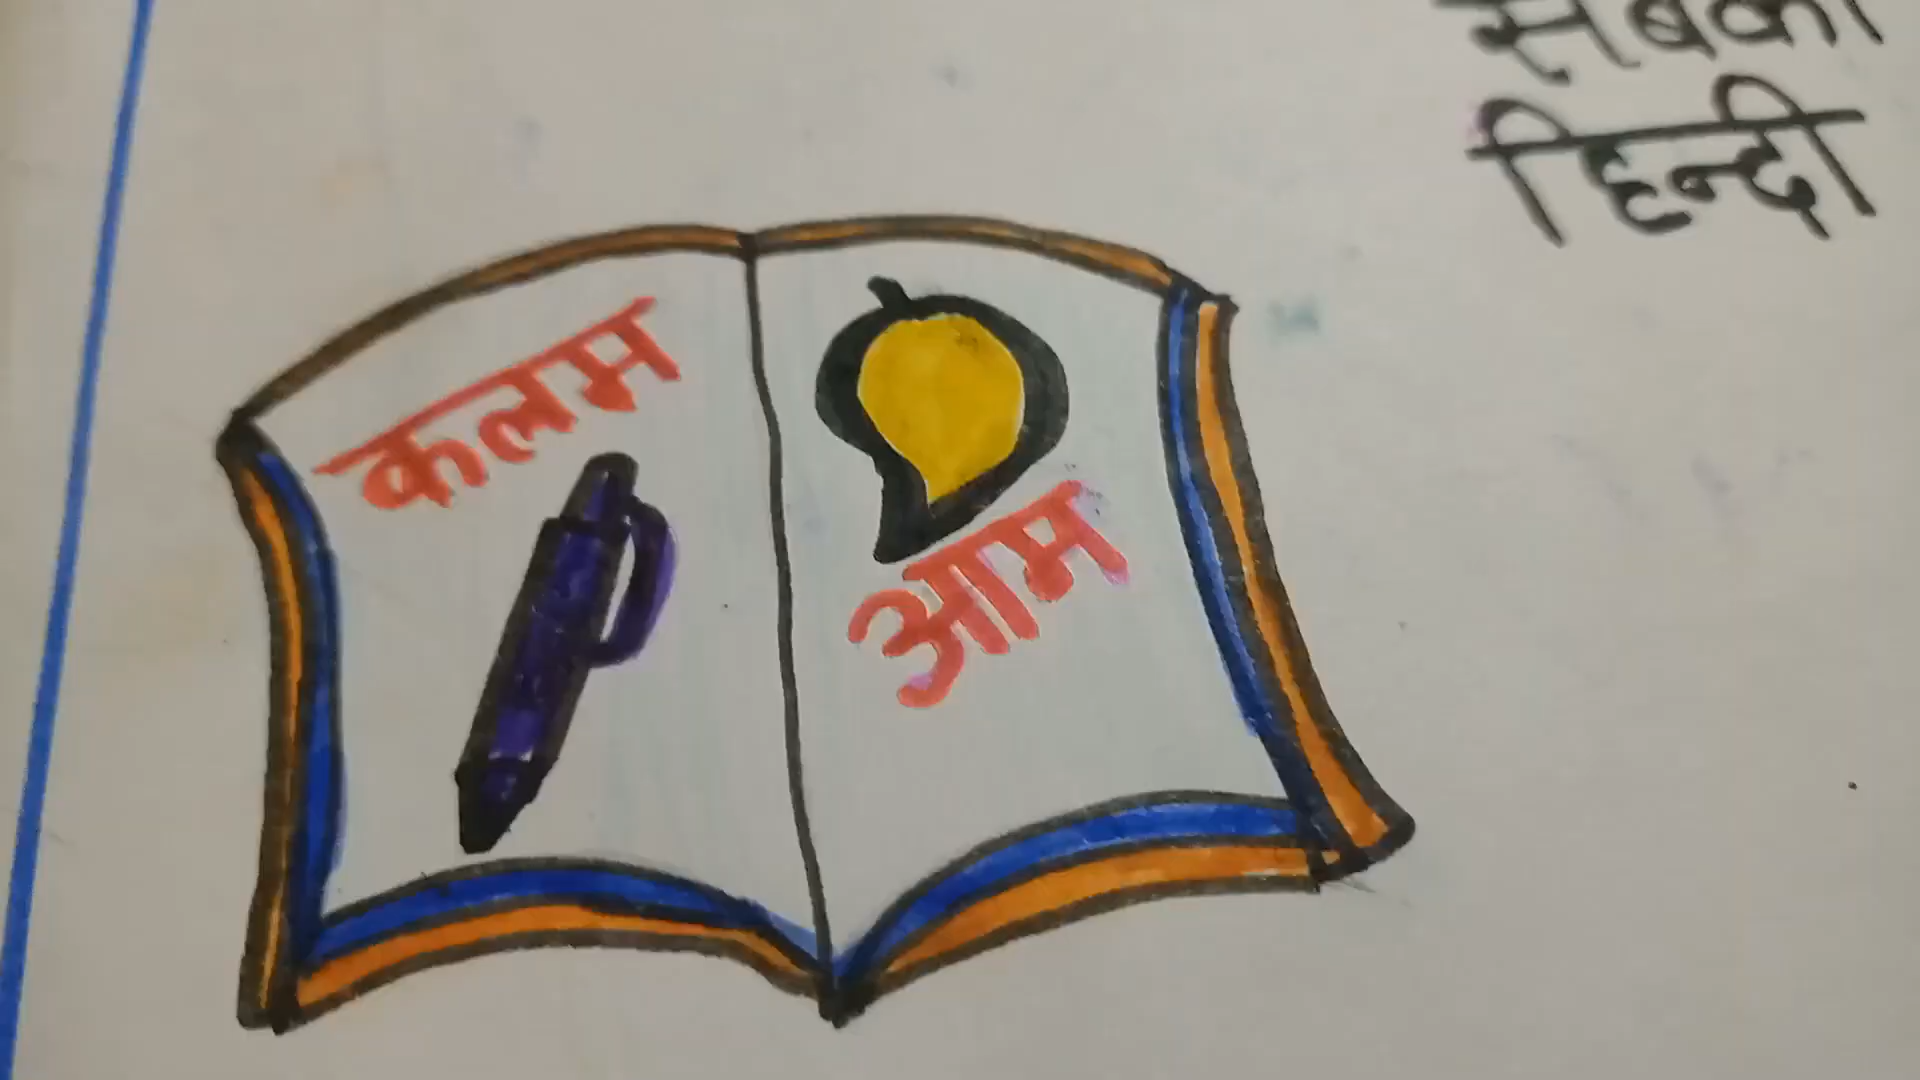 सबकी
हिन्दी
कलम
आम